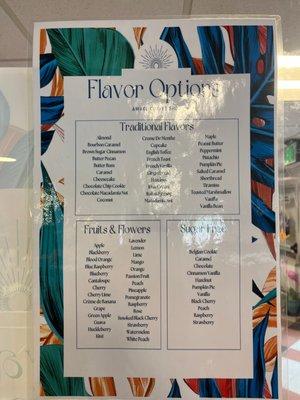 Flavor Options
Traditional Flavors
Almond
Bourbon Caramel
Brown Sugar Cinnamon
Butter Pecan
Butter Rum
Caramel
Cheesecake
Chocolate Chip Cookie
Chocolate Macadamia Nut
Coconut
Creme De Menthe
Cupcake
English Toffee
French Toast
French Vanilla
Gingerbread
Hazelnut
Irish Cream
Macadamia Nut
Maple
Peanut Butter
Peppermint
Pistachio
Pumpkin Pie
Salted Caramel
Shortbread
Tiramisu
Toasted Marshmallow
Vanilla
Vanilla Bean
Fruits & Flowers
Apple
Blackberry
Blood Orange
Blue Raspberry
Blueberry
Cantaloupe
Cherry
Cherry Lime
Crème de Banana
Grape
Green Apple
Guava
Huckleberry
Kiwi
Lavender
Lemon
Lime
Mango
Orange
Passion Fruit
Peach
Pineapple
Pomegranate
Raspberry
Rose
Smoked Black Cherry
Strawberry
Watermelon
White Peach
Sugar Free
Belgian Cookie
Caramel
Chocolate
Cinnamon Vanilla
Hazelnut
Pumpkin Pie
Vanilla
Black Cherry
Peach
Raspberry
Strawberry